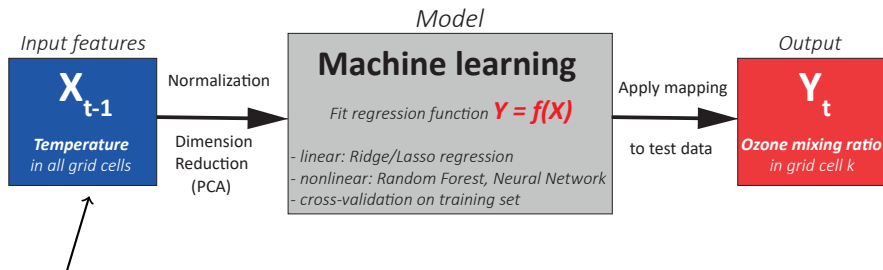 Input features
X t-1
Temperature
in all grid cells
Normalization
Dimension
Reduction
(PCA)
Model
Machine learning
Fit regression function Y = f(X)
- linear: Ridge/Lasso regression
- nonlinear: Random Forest, Neural Network
- cross-validation on training set
Apply mapping
to test data
Output
Y t
Ozone mixing ratio
in grid cell k